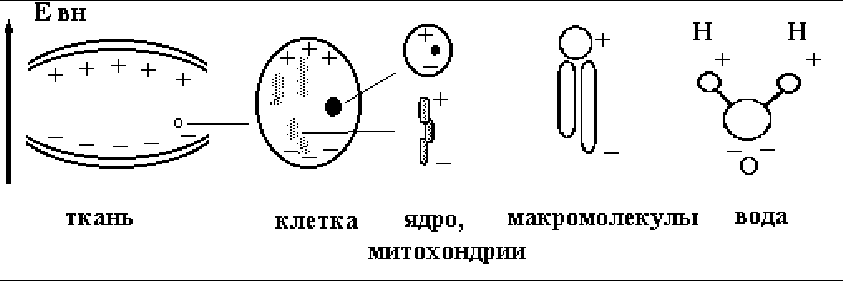 E вн
+ + + + +
− − − − − −
+ + +
− − −
+
−
+
−
+
−
H H
+ +
− −
O
ткань клетка ядро, макромолекулы вода
митохондрии